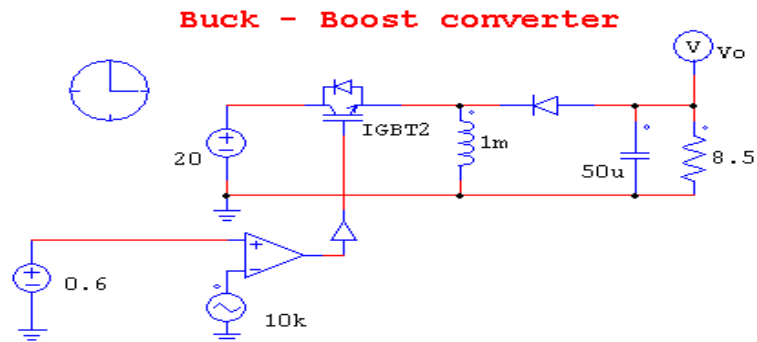 Buck - Boost converter
V
Vo
IGBT2
1m
20
50u
8.5
0.6
10k